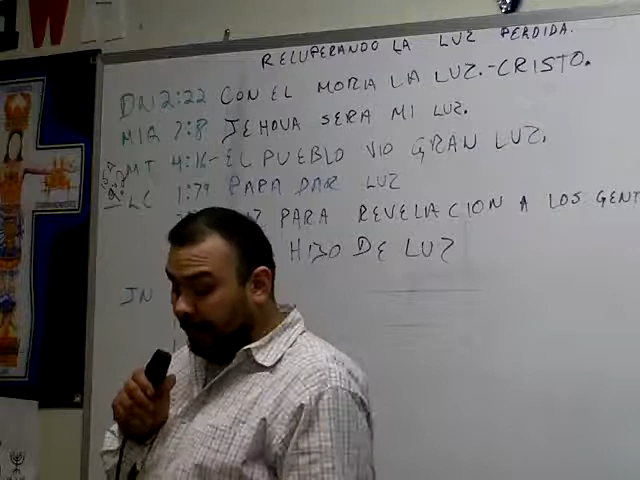 RECUPERANDO LA LUZ PERDIDA.
DN 2:22 CON EL MORIA LA LUZ.-CRISTO.
MIQ 7:8 JEHOVA SERA MI LUZ.
MT 4:16-EL PUEBLO VIO GRAN LUZ.
LC 1:79 PARA DAR LUZ
PARA REVELACION A LOS GENT
HIJO DE LUZ
JN